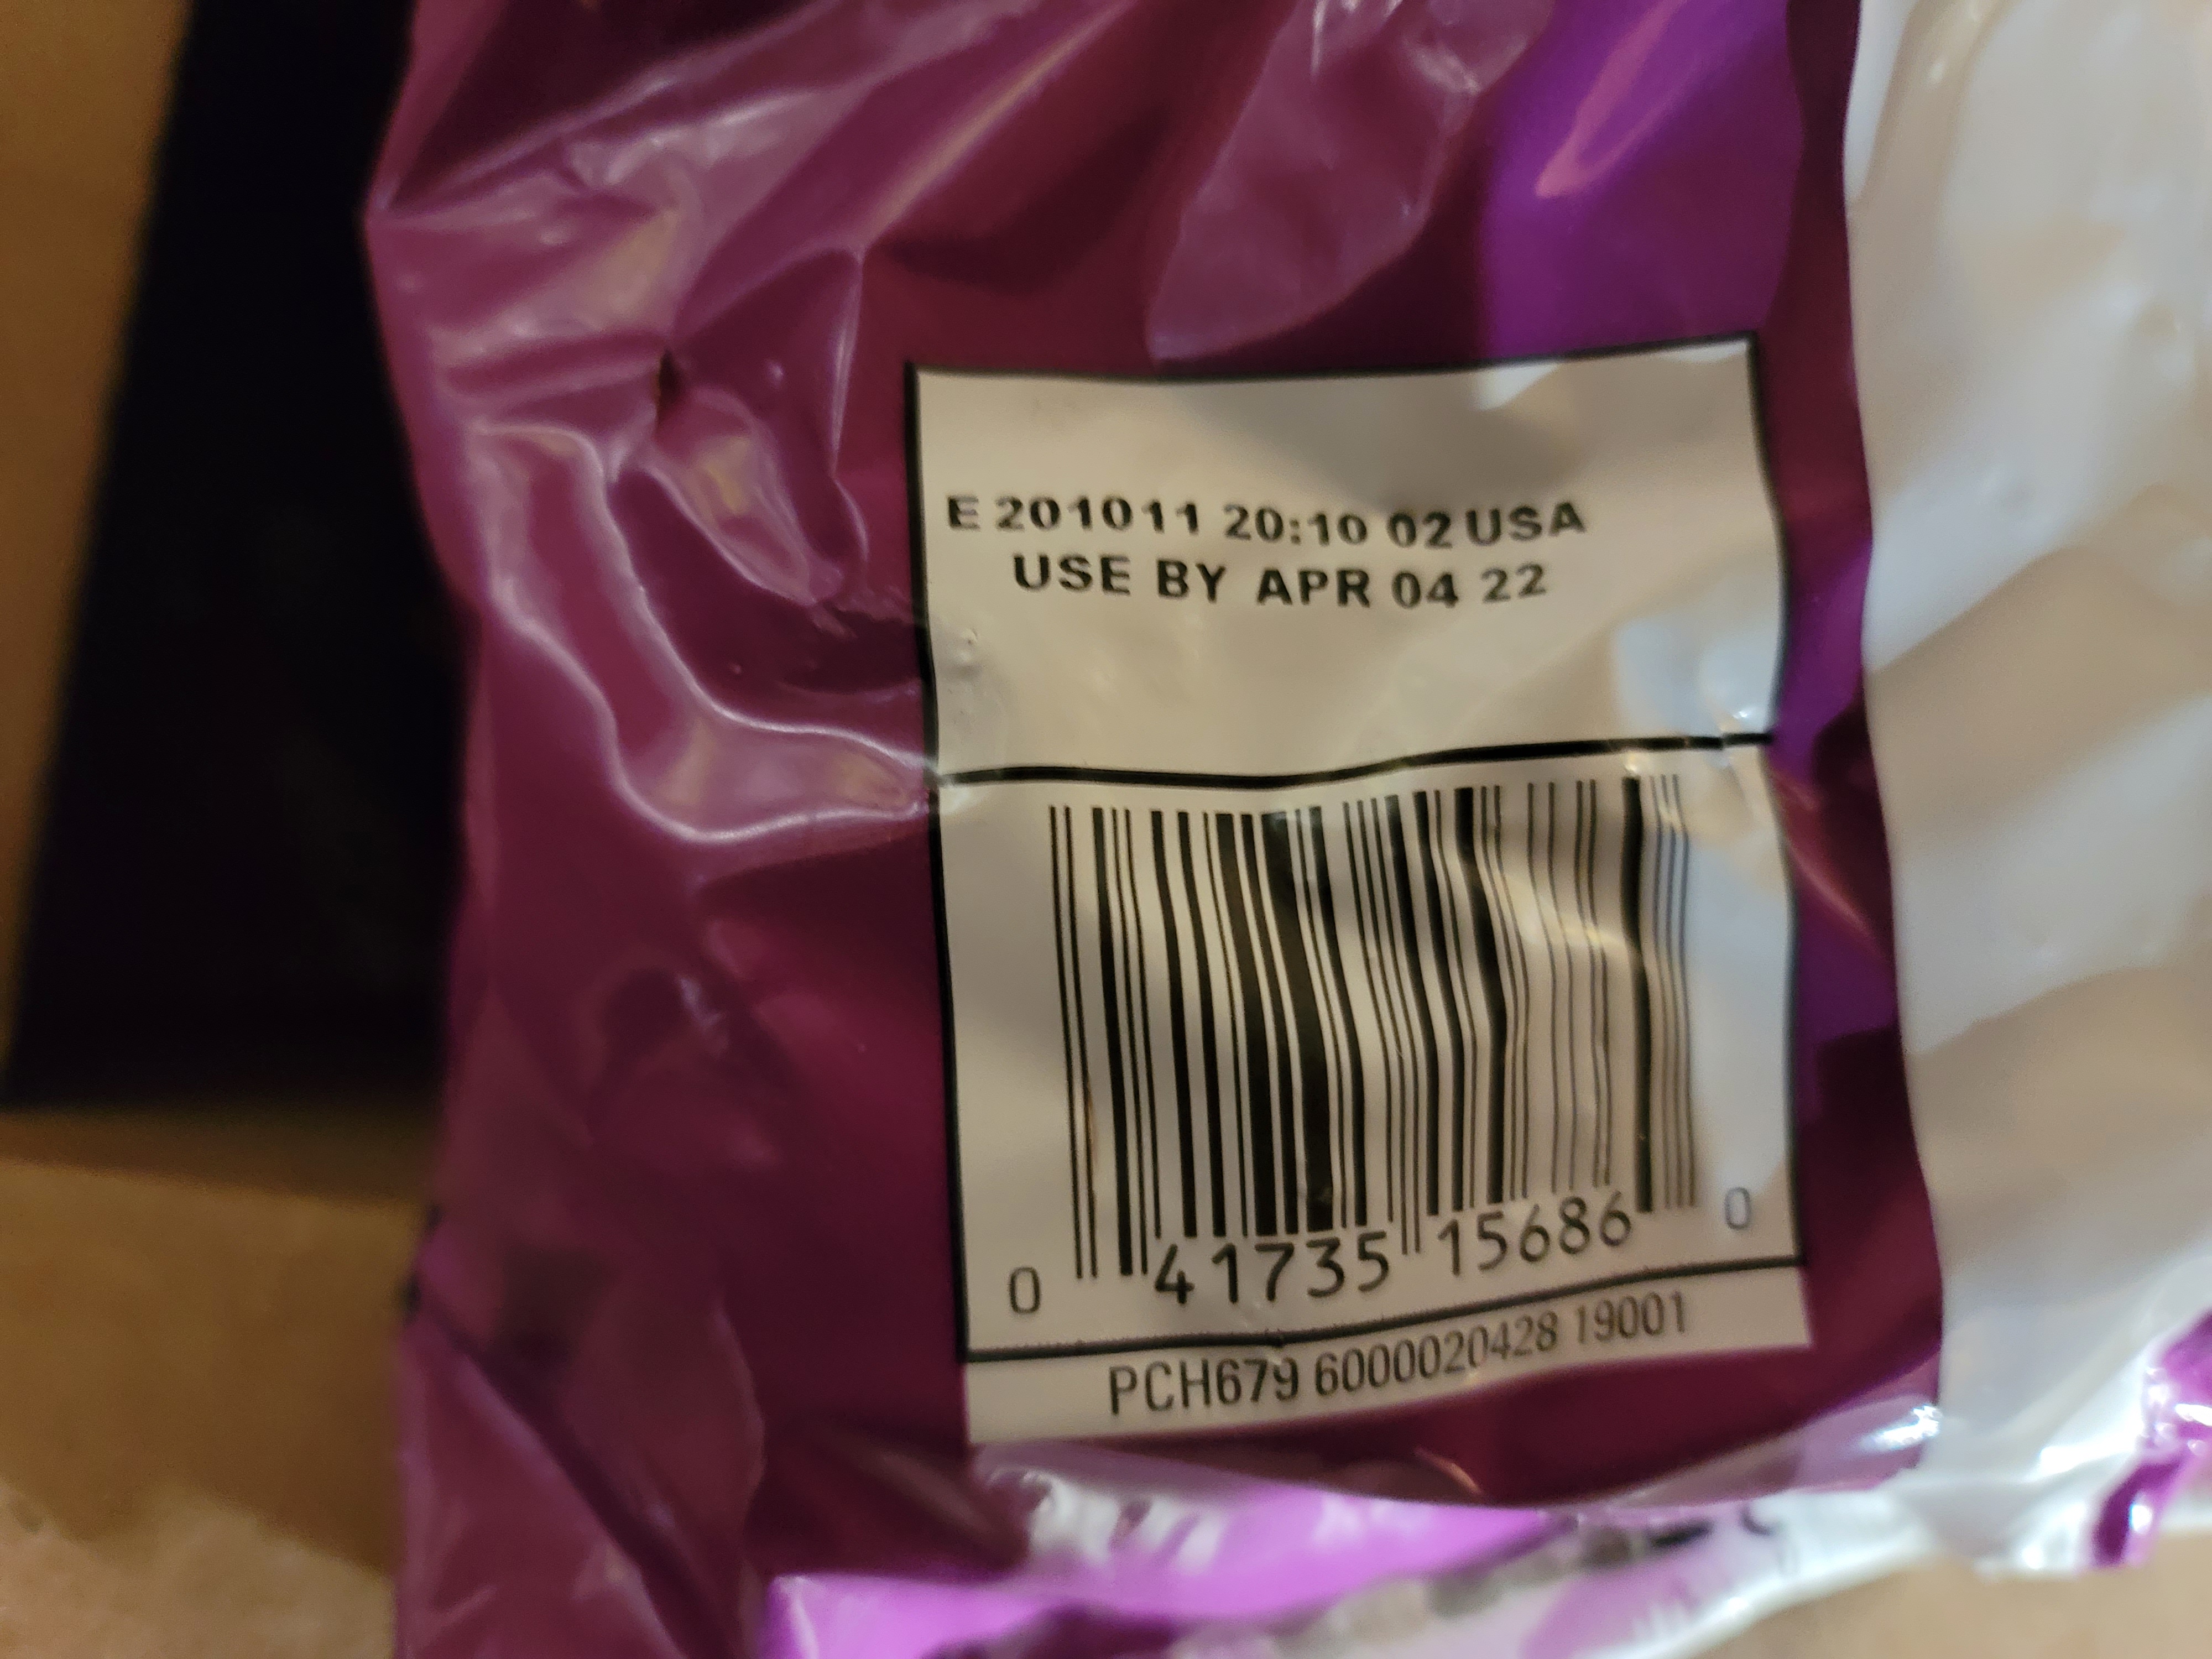 E 201011 20:10 02 USA
USE BY APR 04 22
0 41735 15686 0
PCH679 6000020428 19001